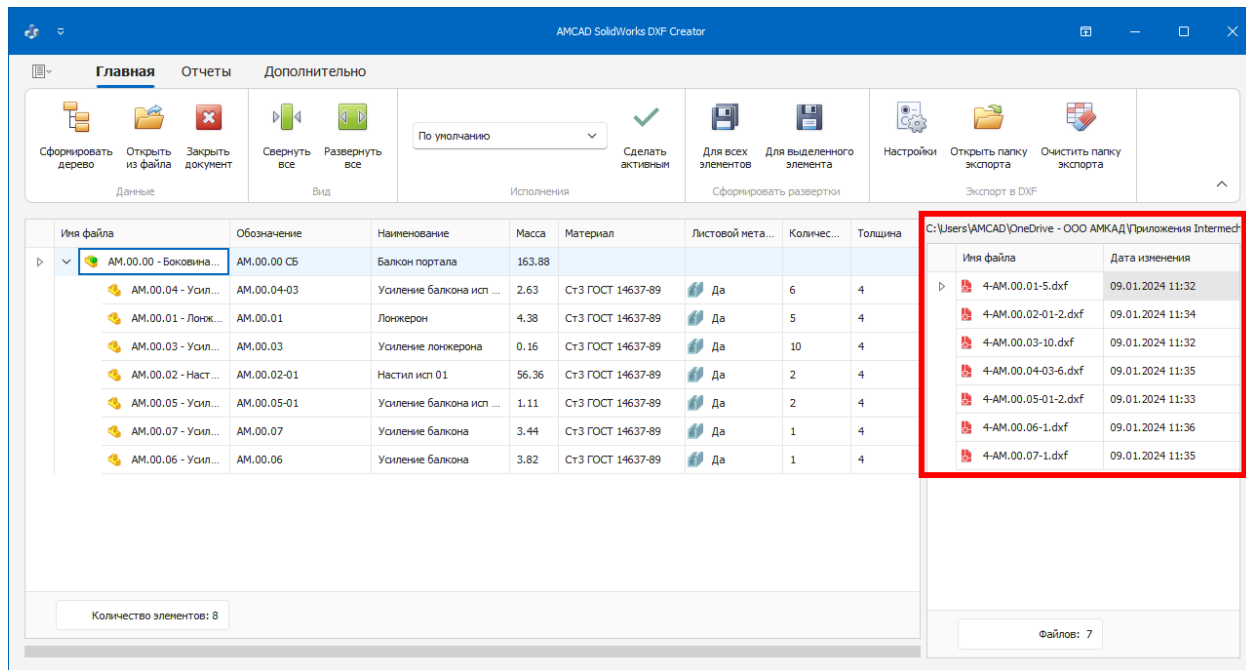 AMCAD SolidWorks DXF Creator
Главная Отчеты Дополнительно
Сформировать дерево
Открыть из файла
Закрыть документ
Данные
Свернуть все
Развернуть все
Вид
По умолчанию
Сделать активным
Исполнения
Для всех элементов
Для выделенного элемента
Сформировать развертки
Настройки
Открыть папку экспорта
Очистить папку экспорта
Экспорт в DXF
Имя файла Обозначение Наименование Масса Материал Листовой мета... Количес... Толщина
АМ.00.00 - Боковина... АМ.00.00 СБ Балкон портала 163.88
АМ.00.04 - Усил... АМ.00.04-03 Усиление балкона исп ... 2.63 Ст3 ГОСТ 14637-89 Да 6 4
АМ.00.01 - Лонж... АМ.00.01 Лонжерон 4.38 Ст3 ГОСТ 14637-89 Да 5 4
АМ.00.03 - Усил... АМ.00.03 Усиление лонжерона 0.16 Ст3 ГОСТ 14637-89 Да 10 4
АМ.00.02 - Наст... АМ.00.02-01 Настил исп 01 56.36 Ст3 ГОСТ 14637-89 Да 2 4
АМ.00.05 - Усил... АМ.00.05-01 Усиление балкона исп ... 1.11 Ст3 ГОСТ 14637-89 Да 2 4
АМ.00.07 - Усил... АМ.00.07 Усиление балкона 3.44 Ст3 ГОСТ 14637-89 Да 1 4
АМ.00.06 - Усил... АМ.00.06 Усиление балкона 3.82 Ст3 ГОСТ 14637-89 Да 1 4
Количество элементов: 8
C:\Users\AMCAD\OneDrive - ООО АМКАД\Приложения Intermech
Имя файла Дата изменения
4-АМ.00.01-5.dxf 09.01.2024 11:32
4-АМ.00.02-01-2.dxf 09.01.2024 11:34
4-АМ.00.03-10.dxf 09.01.2024 11:32
4-АМ.00.04-03-6.dxf 09.01.2024 11:35
4-АМ.00.05-01-2.dxf 09.01.2024 11:33
4-АМ.00.06-1.dxf 09.01.2024 11:36
4-АМ.00.07-1.dxf 09.01.2024 11:35
Файлов: 7